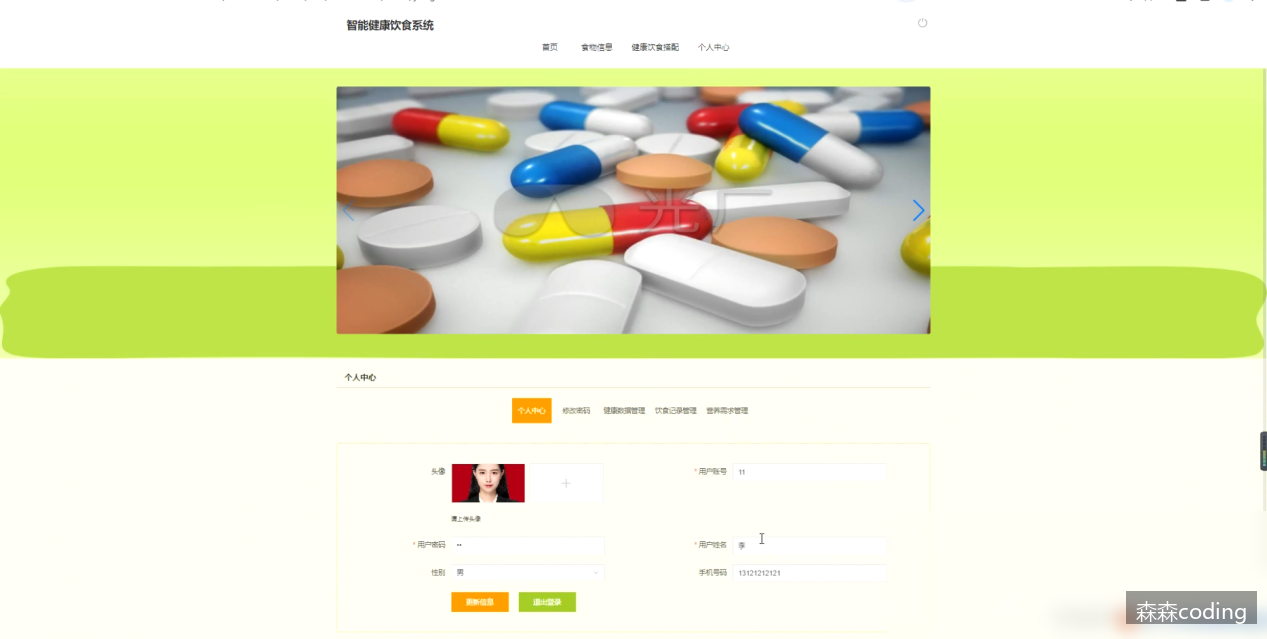 智能健康饮食系统
首页 食物信息 健康饮食搭配 个人中心
光厂
个人中心
个人中心 修改密码 健康数据管理 饮食记录管理 营养需求管理
头像
* 用户账号 11
请上传头像
* 用户密码 ••
* 用户姓名 李
性别 男
手机号码 13121212121
更新信息 退出登录
森森coding